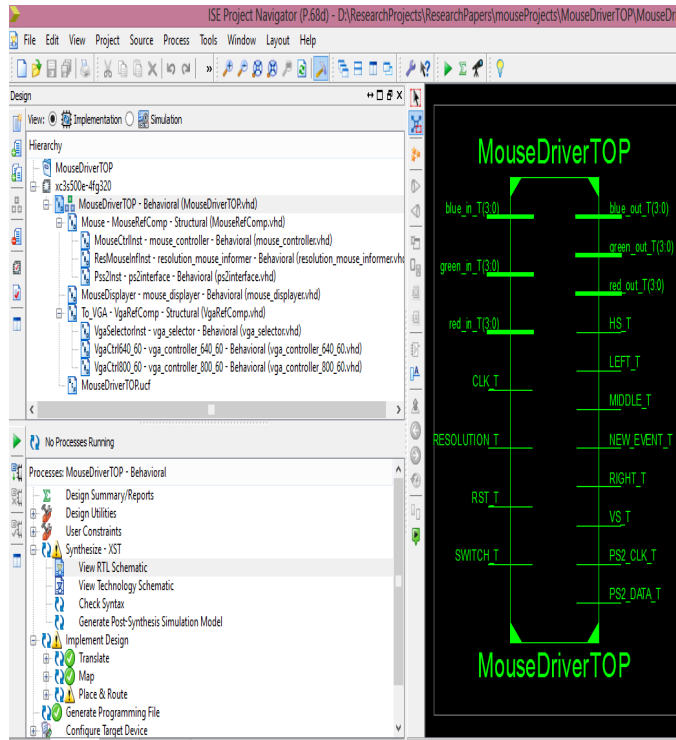 ISE Project Navigator (P.68d) - D:\ResearchProjects\ResearchPapers\mouseProjects\MouseDriverTOP\MouseDri
File Edit View Project Source Process Tools Window Layout Help
Design
View: Implementation Simulation
Hierarchy
MouseDriverTOP
xc3s500e-4fg320
MouseDriverTOP - Behavioral (MouseDriverTOP.vhd)
Mouse - MouseRefComp - Structural (MouseRefComp.vhd)
MouseCtrlInst - mouse_controller - Behavioral (mouse_controller.vhd)
ResMouseInfInst - resolution_mouse_informer - Behavioral (resolution_mouse_informer.vhd
Pss2Inst - ps2interface - Behavioral (ps2interface.vhd)
MouseDisplayer - mouse_displayer - Behavioral (mouse_displayer.vhd)
To_VGA - VgaRefComp - Structural (VgaRefComp.vhd)
VgaSelectorInst - vga_selector - Behavioral (vga_selector.vhd)
VgaCtrl640_60 - vga_controller_640_60 - Behavioral (vga_controller_640_60.vhd)
VgaCtrl800_60 - vga_controller_800_60 - Behavioral (vga_controller_800_60.vhd)
MouseDriverTOP.ucf
No Processes Running
Processes: MouseDriverTOP - Behavioral
Design Summary/Reports
Design Utilities
User Constraints
Synthesize - XST
View RTL Schematic
View Technology Schematic
Check Syntax
Generate Post-Synthesis Simulation Model
Implement Design
Translate
Map
Place & Route
Generate Programming File
Configure Target Device
MouseDriverTOP
blue_in_T(3:0)
green_in_T(3:0)
red_in_T(3:0)
CLK_T
RESOLUTION_T
RST_T
SWITCH_T
blue_out_T(3:0)
green_out_T(3:0)
red_out_T(3:0)
HS_T
LEFT_T
MIDDLE_T
NEW_EVENT_T
RIGHT_T
VS_T
PS2_CLK_T
PS2_DATA_T
MouseDriverTOP